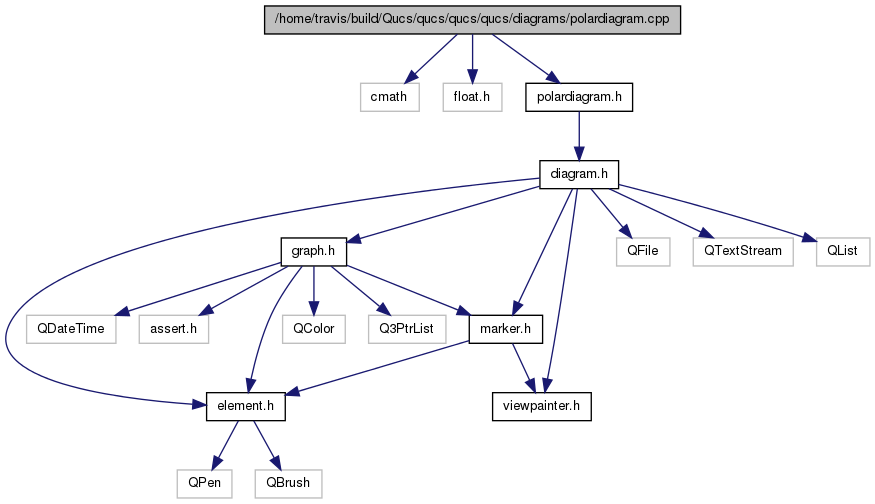 /home/travis/build/Qucs/qucs/qucs/qucs/diagrams/polardiagram.cpp
cmath
float.h
polardiagram.h
diagram.h
graph.h
QFile
QTextStream
QList
QDateTime
assert.h
QColor
Q3PtrList
marker.h
element.h
viewpainter.h
QPen
QBrush